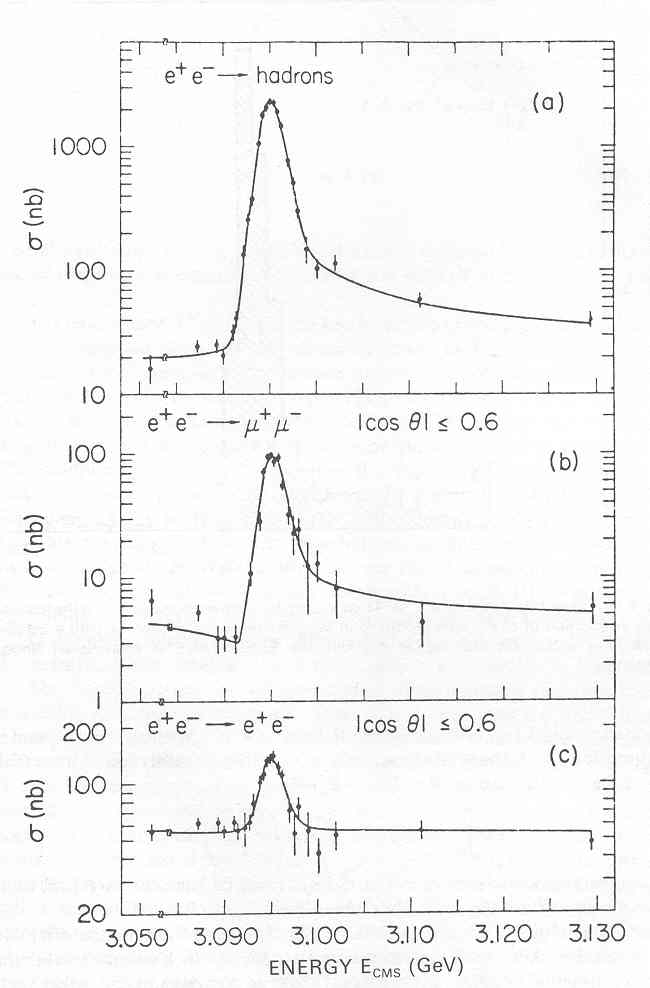 e⁺e⁻ → hadrons
(a)
1000
100
10
σ (nb)
e⁺e⁻ → μ⁺ μ⁻ |cos θ| ≤ 0.6
(b)
100
10
1
σ (nb)
e⁺e⁻ → e⁺e⁻ |cos θ| ≤ 0.6
(c)
200
100
20
σ (nb)
3.050 3.090 3.100 3.110 3.120 3.130
ENERGY E_CMS (GeV)